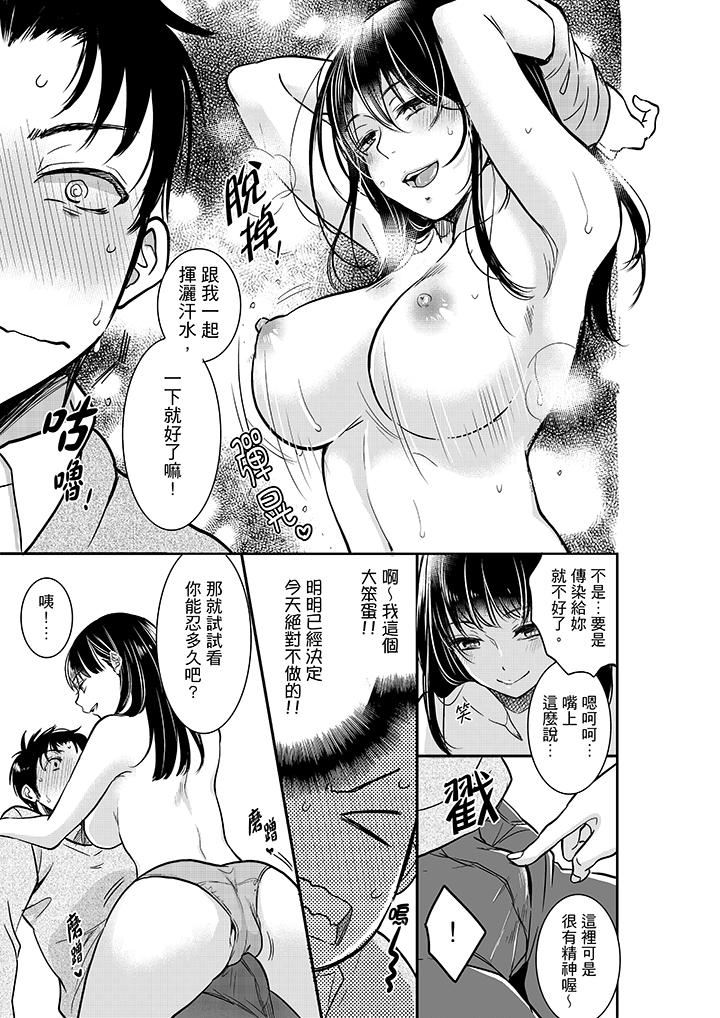 脫掉！
跟我一起
揮灑汗水，
一下就好了嘛！
咕嚕！
彈晃♡
不是…要是
傳染給妳
就不好了。
嗯呵呵…
嘴上
這麼說…
笑
戳
這裡可是
很有精神喔～
！
啊～我這個
大笨蛋!!
明明已經決定
今天絕對不做的!!
嗚～
那就試試看
你能忍多久吧？
咦！…
磨蹭♡
磨蹭♡